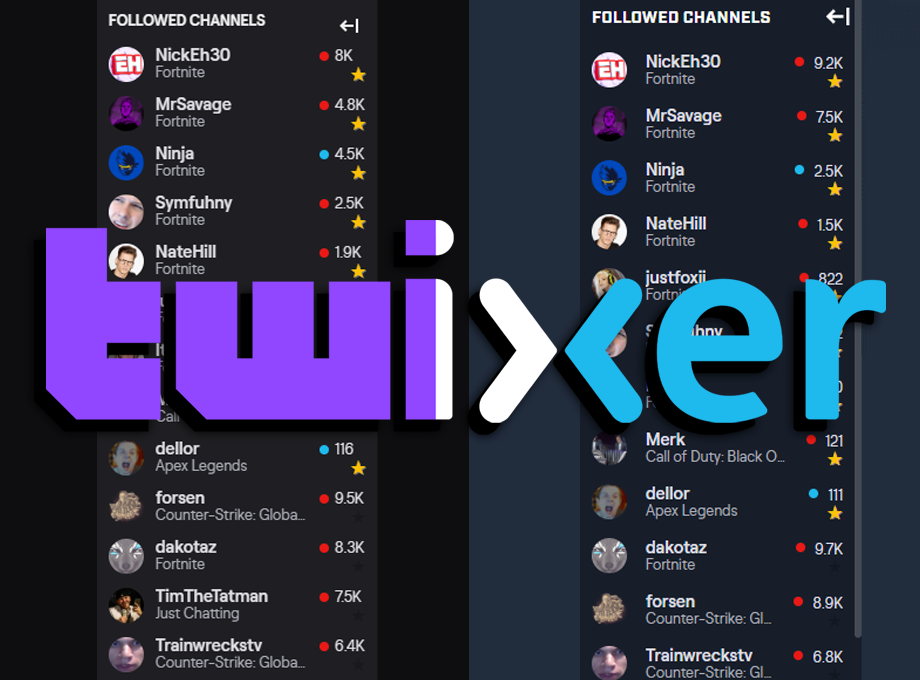 FOLLOWED CHANNELS
NickEh30
8K
Fortnite
MrSavage
4.8K
Fortnite
Ninja
4.5K
Fortnite
Symfuhny
2.5K
Fortnite
NateHill
1.9K
Fortnite
dellor
116
Apex Legends
forsen
9.5K
Counter-Strike: Globa...
dakotaz
8.3K
Fortnite
TimTheTatman
7.5K
Just Chatting
Trainwreckstv
6.4K
Counter-Strike: Globa...
twixer
FOLLOWED CHANNELS
NickEh30
9.2K
Fortnite
MrSavage
7.5K
Fortnite
Ninja
2.5K
Fortnite
NateHill
1.5K
Fortnite
justfoxii
822
Merk
121
Call of Duty: Black O...
dellor
111
Apex Legends
dakotaz
9.7K
Fortnite
forsen
8.9K
Counter-Strike: Gl...
Trainwreckstv
6.8K
Counter-Strike: Gl...